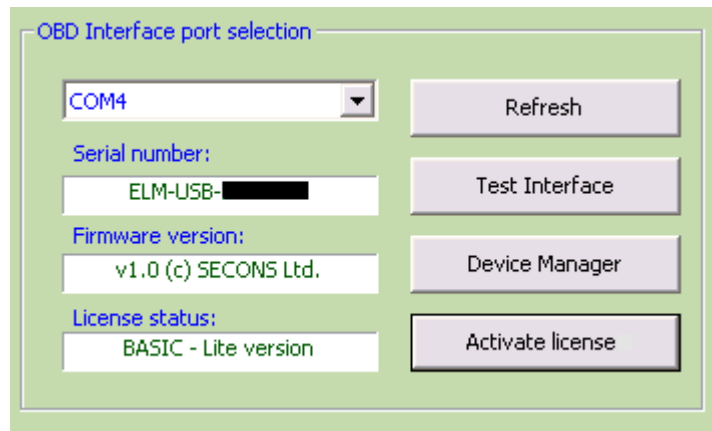 OBD Interface port selection
COM4
Refresh
Serial number:
ELM-USB-
Test Interface
Firmware version:
v1.0 (c) SECONS Ltd.
Device Manager
License status:
BASIC - Lite version
Activate license